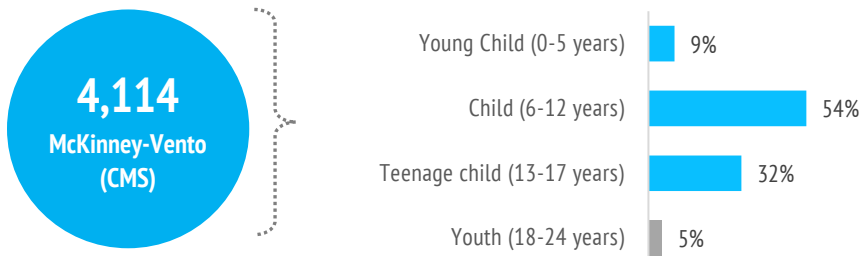 4,114
McKinney-Vento
(CMS)
Young Child (0-5 years) 9%
Child (6-12 years) 54%
Teenage child (13-17 years) 32%
Youth (18-24 years) 5%